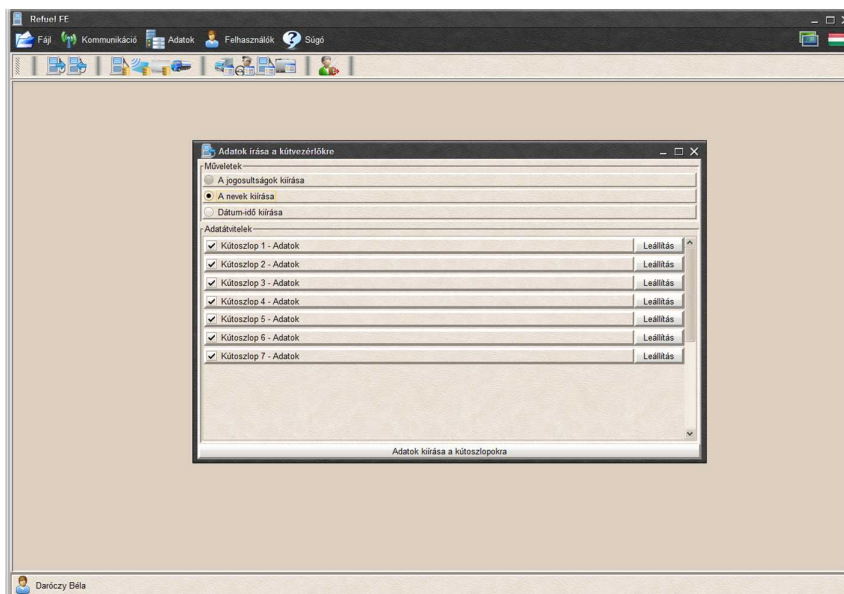 Refuel FE
Fájl Kommunikáció Adatok Felhasználók Súgó
Adatok írása a kútvezérlőkre
Műveletek
A jogosultságok kiírása
A nevek kiírása
Dátum-idő kiírása
Adatátvitelek
Kútoszlop 1 - Adatok Leállítás
Kútoszlop 2 - Adatok Leállítás
Kútoszlop 3 - Adatok Leállítás
Kútoszlop 4 - Adatok Leállítás
Kútoszlop 5 - Adatok Leállítás
Kútoszlop 6 - Adatok Leállítás
Kútoszlop 7 - Adatok Leállítás
Adatok kiírása a kútoszlopokra
Daróczy Béla